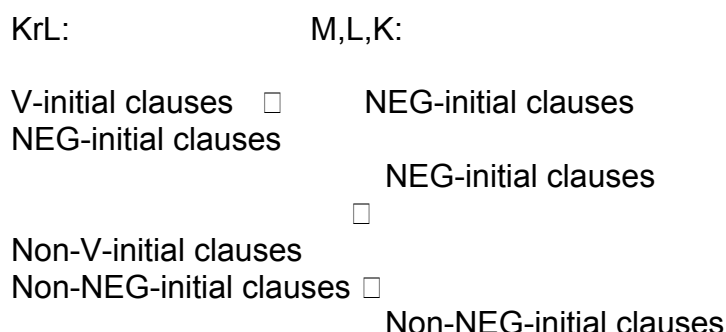 KrL: M,L,K:
V-initial clauses □ NEG-initial clauses
NEG-initial clauses
NEG-initial clauses
□
Non-V-initial clauses
Non-NEG-initial clauses □
Non-NEG-initial clauses